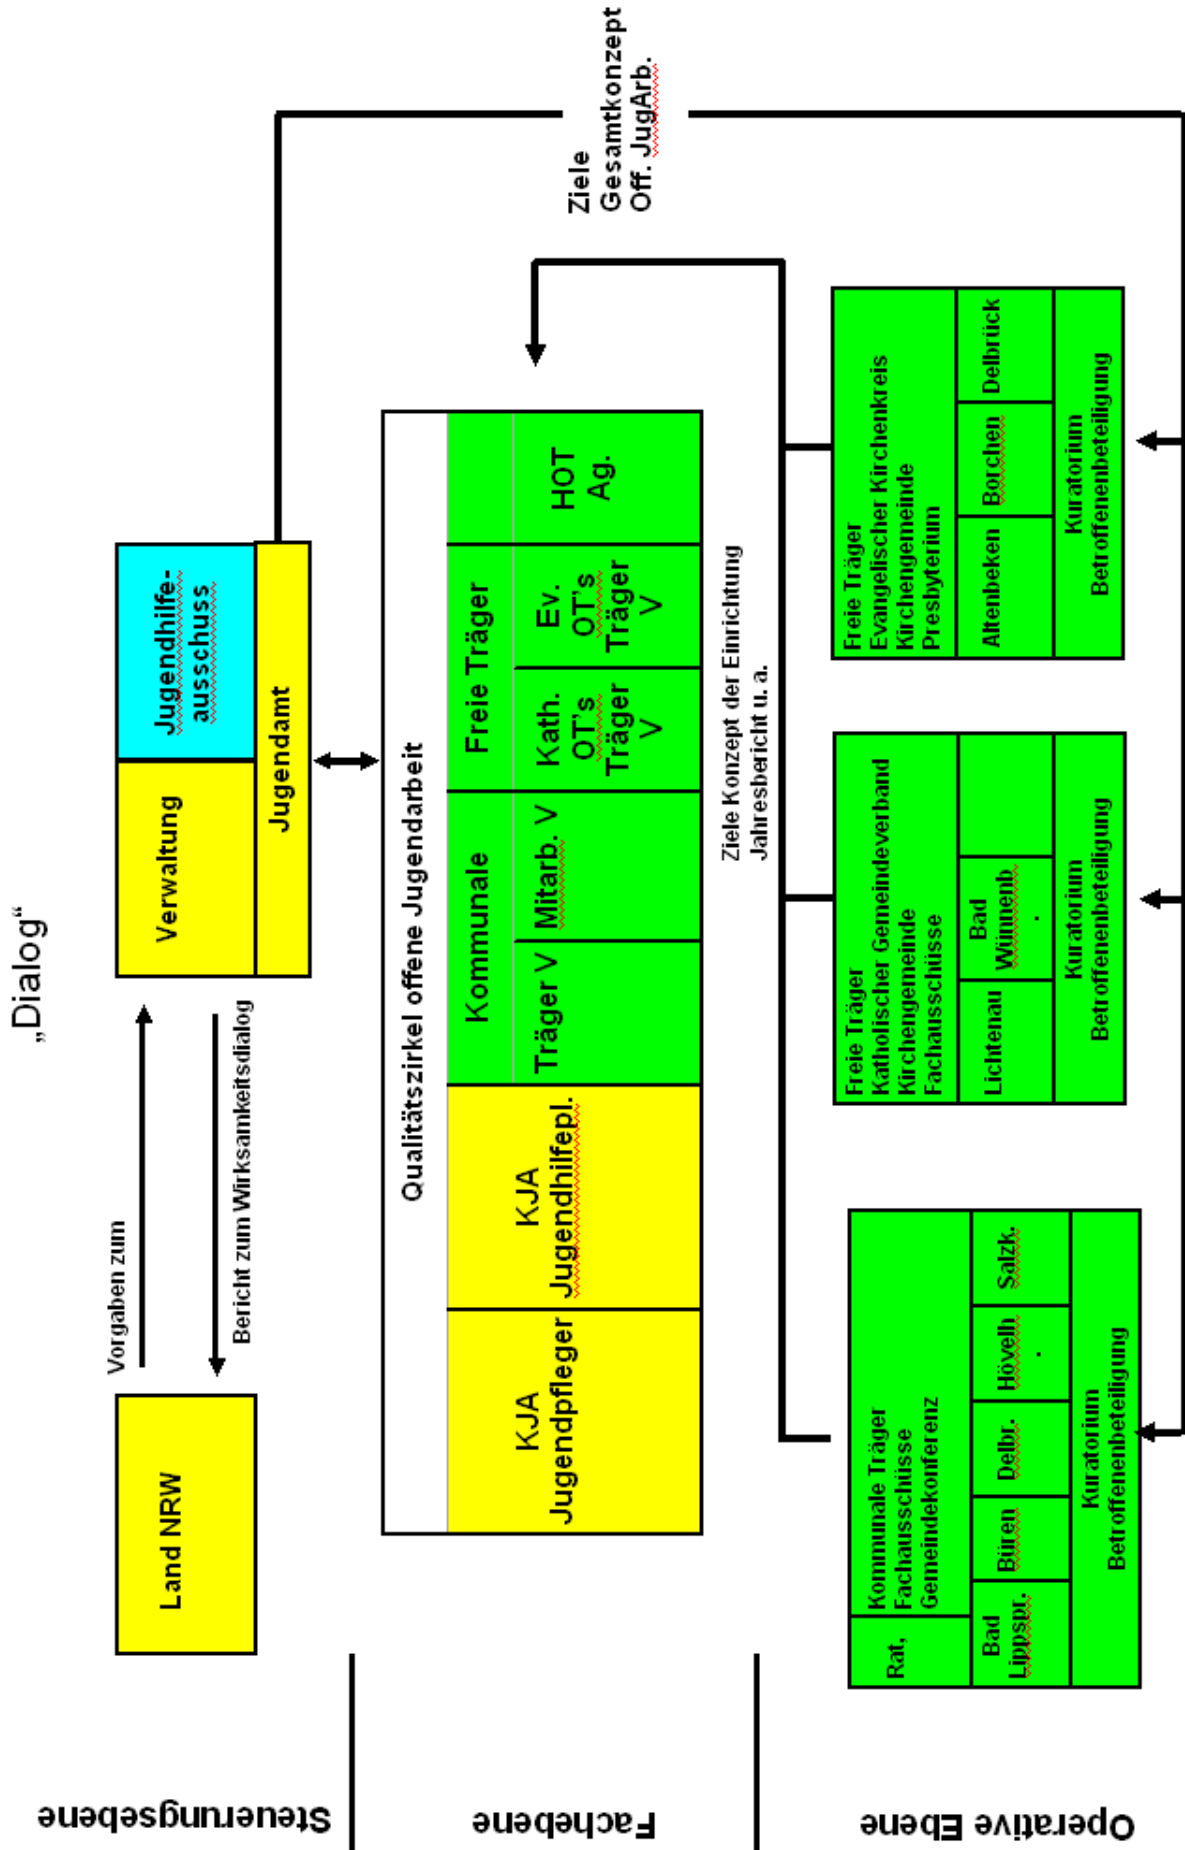 „Dialog“
Steuerungsebene
Land NRW
Vorgaben zum
Bericht zum Wirksamkeitsdialog
Verwaltung
Jugendhilfe-
ausschuss
Jugendamt
Ziele
Gesamtkonzept
Off. JugArb.
Fachebene
Qualitätszirkel offene Jugendarbeit
KJA
Jugendpfleger
KJA
Jugendhilfepl.
Kommunale
Träger V
Mitarb. V
Freie Träger
Kath.
OT's
Träger
V
Ev.
OT's
Träger
V
HOT
Ag.
Ziele Konzept der Einrichtung
Jahresbericht u. a.
Operative Ebene
Rat,
Kommunale Träger
Fachausschüsse
Gemeindekonferenz
Bad
Lippspr.
Büren
Delbr.
Hövelh
.
Salzk.
Kuratorium
Betroffenenbeteiligung
Freie Träger
Katholischer Gemeindeverband
Kirchengemeinde
Fachausschüsse
Lichtenau
Bad
Wünnenb
.
Kuratorium
Betroffenenbeteiligung
Freie Träger
Evangelischer Kirchenkreis
Kirchengemeinde
Presbyterium
Altenbeken
Borchen
Delbrück
Kuratorium
Betroffenenbeteiligung